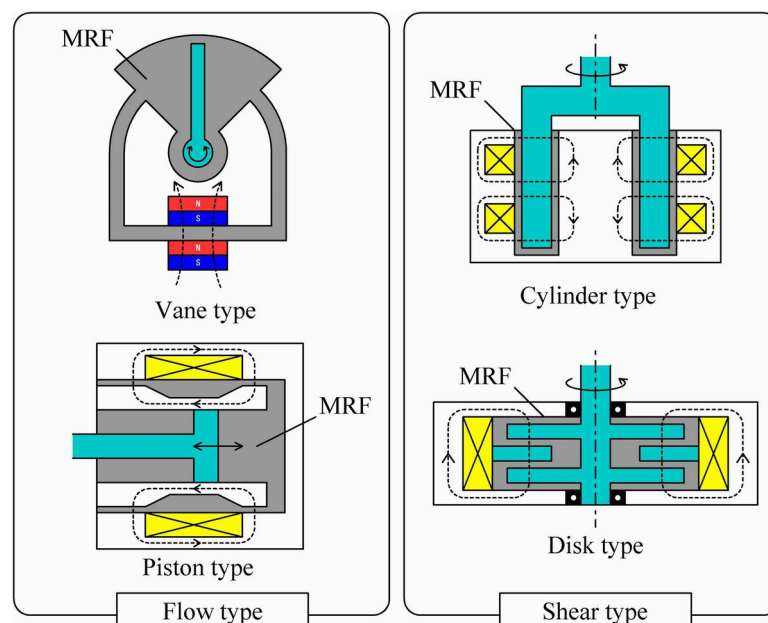 MRF
N
S
N
S
Vane type
MRF
Piston type
Flow type
MRF
Cylinder type
MRF
Disk type
Shear type